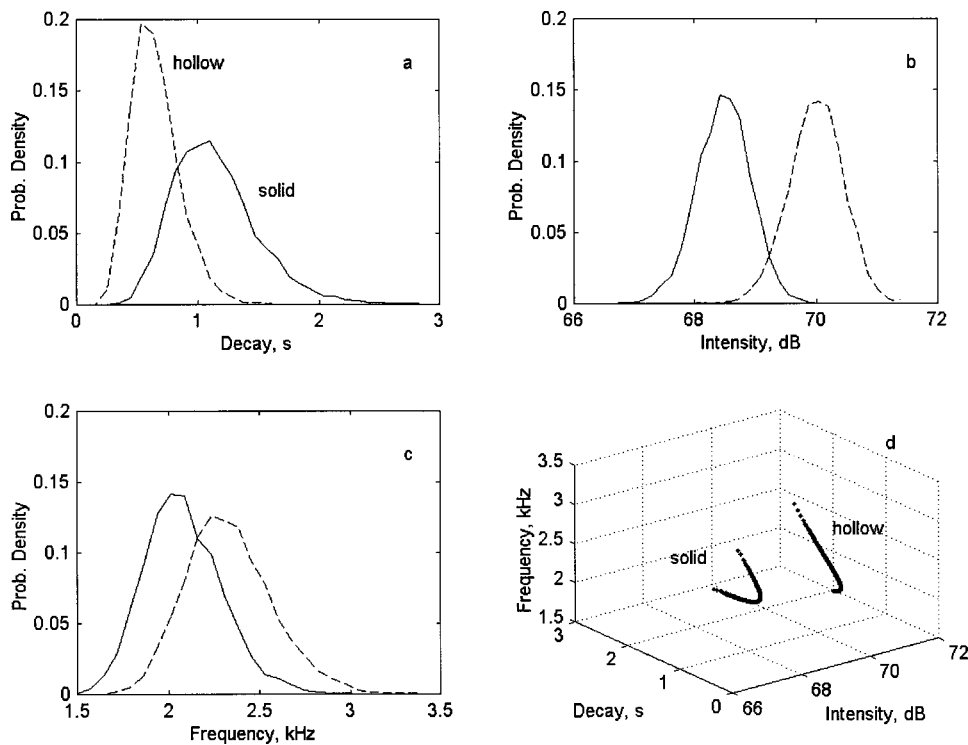 0.2
0.15
0.1
0.05
0
Prob. Density
hollow
solid
a
0
1
2
3
Decay, s
0.2
0.15
0.1
0.05
0
Prob. Density
b
66
68
70
72
Intensity, dB
0.2
0.15
0.1
0.05
0
Prob. Density
c
1.5
2
2.5
3
3.5
Frequency, kHz
d
3.5
3
2.5
2
1.5
Frequency, kHz
solid
hollow
3
2
1
0
Decay, s
66
68
70
72
Intensity, dB